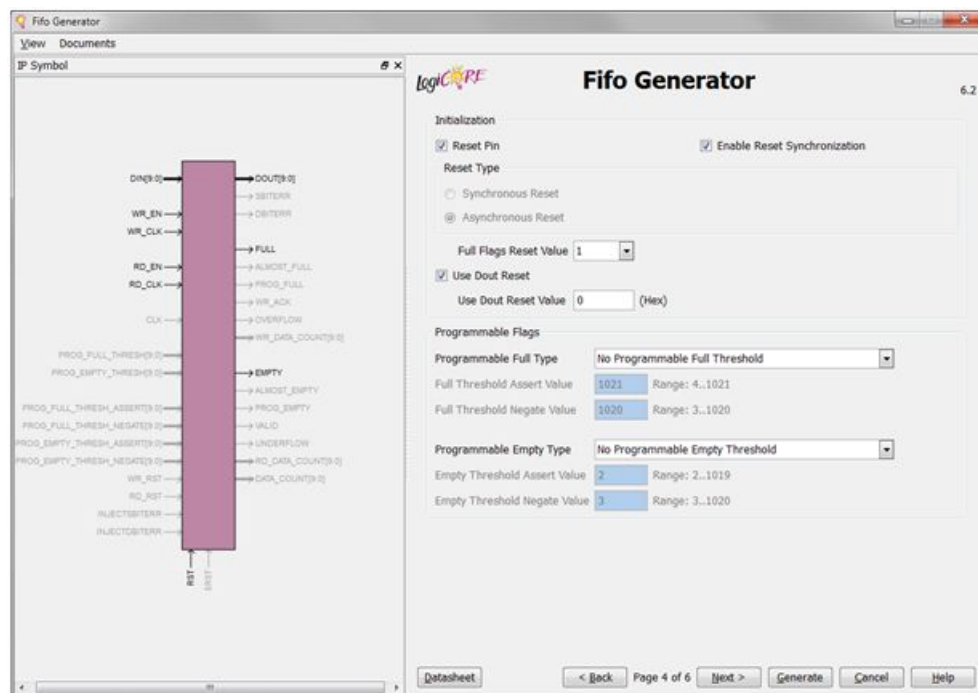 Fifo Generator
View Documents
IP Symbol
DIN[9:0]
WR_EN
WR_CLK
RD_EN
RD_CLK
CLK
PROG_FULL_THRESH[9:0]
PROG_EMPTY_THRESH[9:0]
PROG_FULL_THRESH_ASSERT[9:0]
PROG_FULL_THRESH_NEGATE[9:0]
PROG_EMPTY_THRESH_ASSERT[9:0]
PROG_EMPTY_THRESH_NEGATE[9:0]
WR_RST
RD_RST
INJECTSBITERR
INJECTDBITERR
DOUT[9:0]
SBITERR
DBITERR
FULL
ALMOST_FULL
PROG_FULL
WR_ACK
OVERFLOW
WR_DATA_COUNT[9:0]
EMPTY
ALMOST_EMPTY
PROG_EMPTY
VALID
UNDERFLOW
RD_DATA_COUNT[9:0]
DATA_COUNT[9:0]
RST
SRST
LogiCORE
Fifo Generator
6.2
Initialization
Reset Pin
Enable Reset Synchronization
Reset Type
Synchronous Reset
Asynchronous Reset
Full Flags Reset Value 1
Use Dout Reset
Use Dout Reset Value 0 (Hex)
Programmable Flags
Programmable Full Type No Programmable Full Threshold
Full Threshold Assert Value 1021 Range: 4..1021
Full Threshold Negate Value 1020 Range: 3..1020
Programmable Empty Type No Programmable Empty Threshold
Empty Threshold Assert Value 2 Range: 2..1019
Empty Threshold Negate Value 3 Range: 3..1020
Datasheet < Back Page 4 of 6 Next > Generate Cancel Help